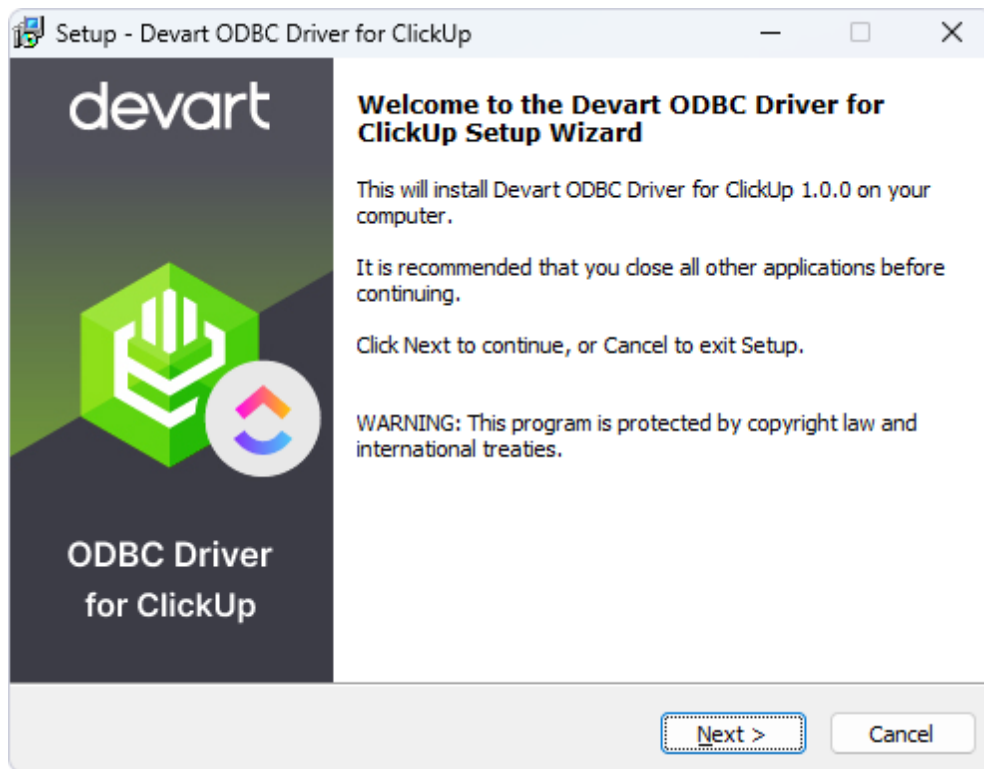 Setup - Devart ODBC Driver for ClickUp
devart
Welcome to the Devart ODBC Driver for
ClickUp Setup Wizard
This will install Devart ODBC Driver for ClickUp 1.0.0 on your
computer.
It is recommended that you close all other applications before
continuing.
Click Next to continue, or Cancel to exit Setup.
WARNING: This program is protected by copyright law and
international treaties.
ODBC Driver
for ClickUp
Next >
Cancel